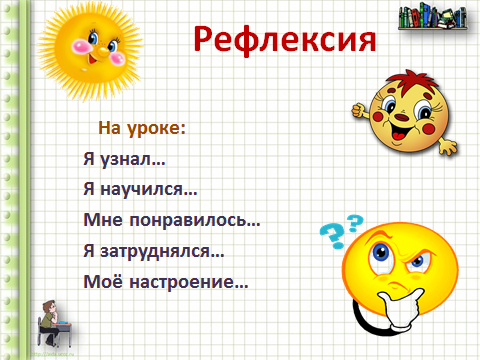 Рефлексия
На уроке:
Я узнал…
Я научился…
Мне понравилось…
Я затруднялся…
Моё настроение…